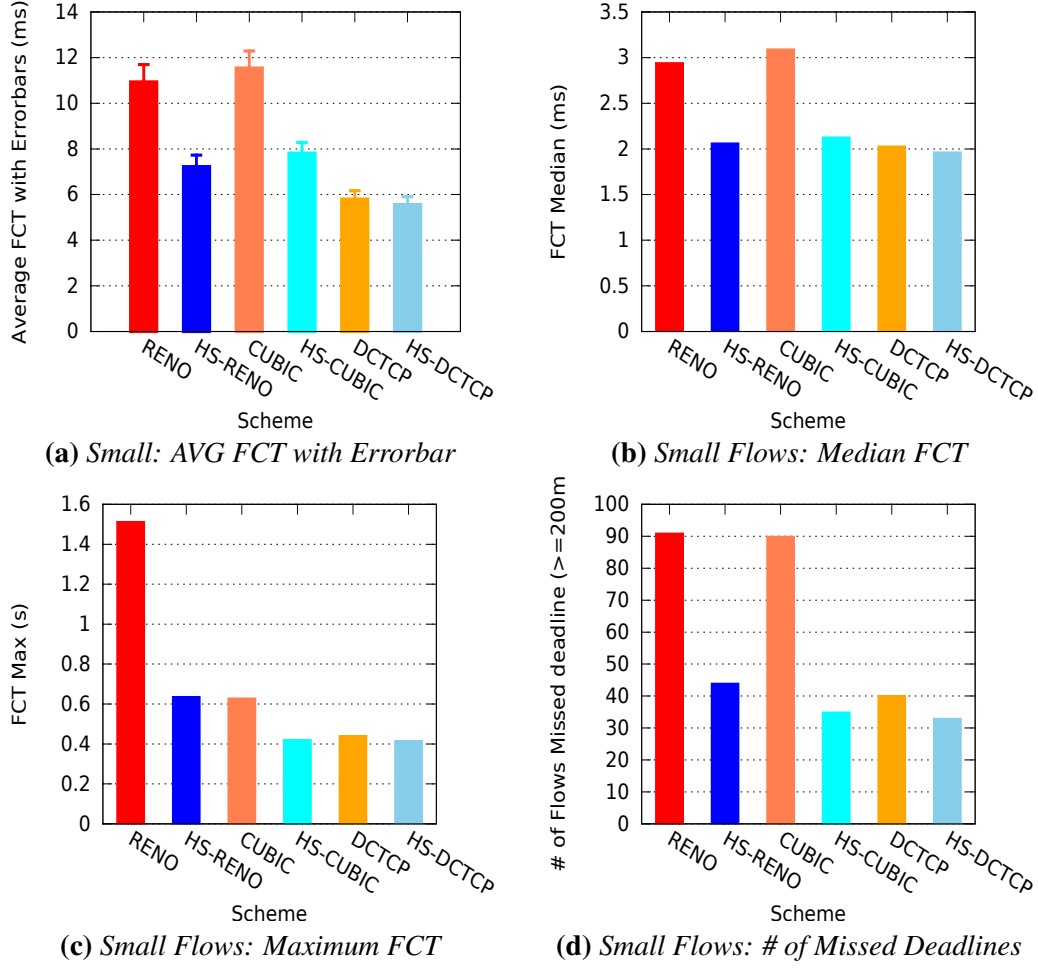 Average FCT with Errorbars (ms)
14
12
10
8
6
4
2
0
RENO
HS-RENO
CUBIC
HS-CUBIC
DCTCP
HS-DCTCP
Scheme
(a) Small: AVG FCT with Errorbar
FCT Median (ms)
3.5
3
2.5
2
1.5
1
0.5
0
RENO
HS-RENO
CUBIC
HS-CUBIC
DCTCP
HS-DCTCP
Scheme
(b) Small Flows: Median FCT
FCT Max (s)
1.6
1.4
1.2
1
0.8
0.6
0.4
0.2
0
RENO
HS-RENO
CUBIC
HS-CUBIC
DCTCP
HS-DCTCP
Scheme
(c) Small Flows: Maximum FCT
# of Flows Missed deadline (>=200m
100
90
80
70
60
50
40
30
20
10
0
RENO
HS-RENO
CUBIC
HS-CUBIC
DCTCP
HS-DCTCP
Scheme
(d) Small Flows: # of Missed Deadlines